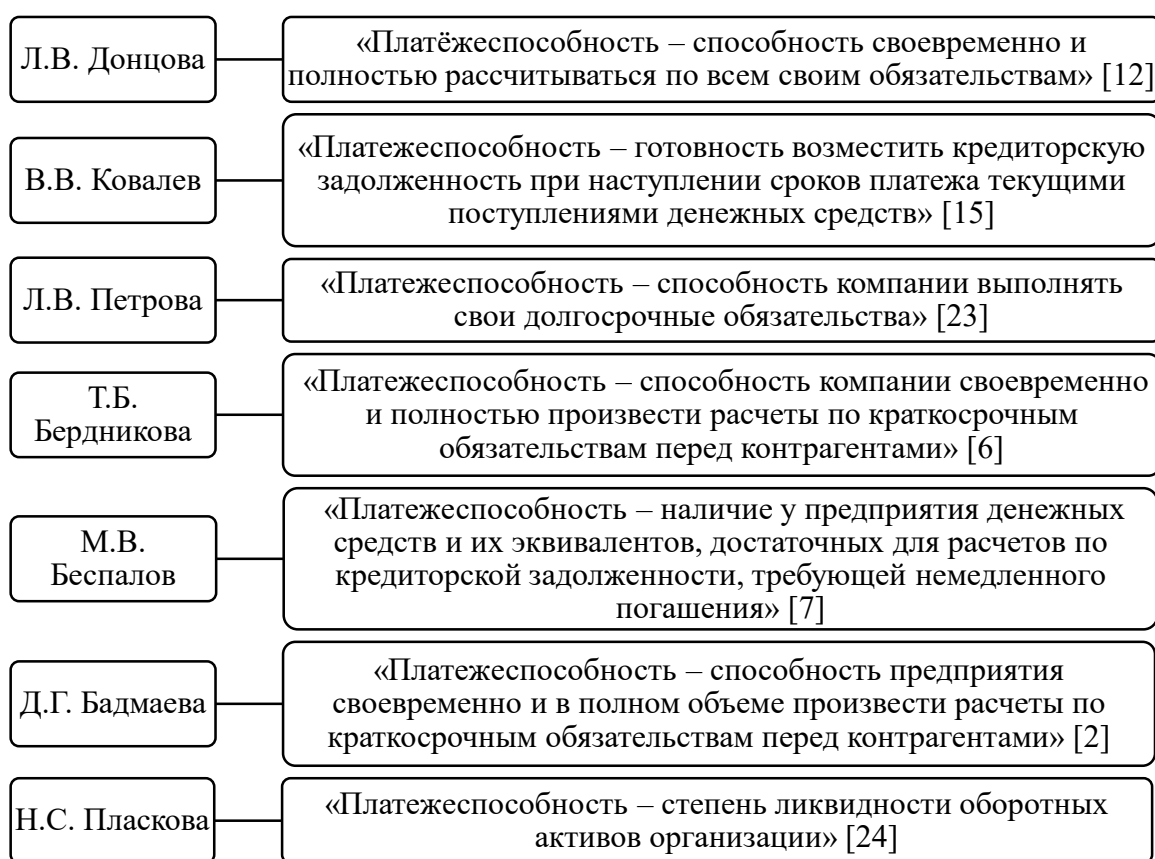 Л.В. Донцова
«Платёжеспособность – способность своевременно и
полностью рассчитываться по всем своим обязательствам» [12]
В.В. Ковалев
«Платежеспособность – готовность возместить кредиторскую
задолженность при наступлении сроков платежа текущими
поступлениями денежных средств» [15]
Л.В. Петрова
«Платежеспособность – способность компании выполнять
свои долгосрочные обязательства» [23]
Т.Б.
Бердникова
«Платежеспособность – способность компании своевременно
и полностью произвести расчеты по краткосрочным
обязательствам перед контрагентами» [6]
М.В.
Беспалов
«Платежеспособность – наличие у предприятия денежных
средств и их эквивалентов, достаточных для расчетов по
кредиторской задолженности, требующей немедленного
погашения» [7]
Д.Г. Бадмаева
«Платежеспособность – способность предприятия
своевременно и в полном объеме произвести расчеты по
краткосрочным обязательствам перед контрагентами» [2]
Н.С. Пласкова
«Платежеспособность – степень ликвидности оборотных
активов организации» [24]